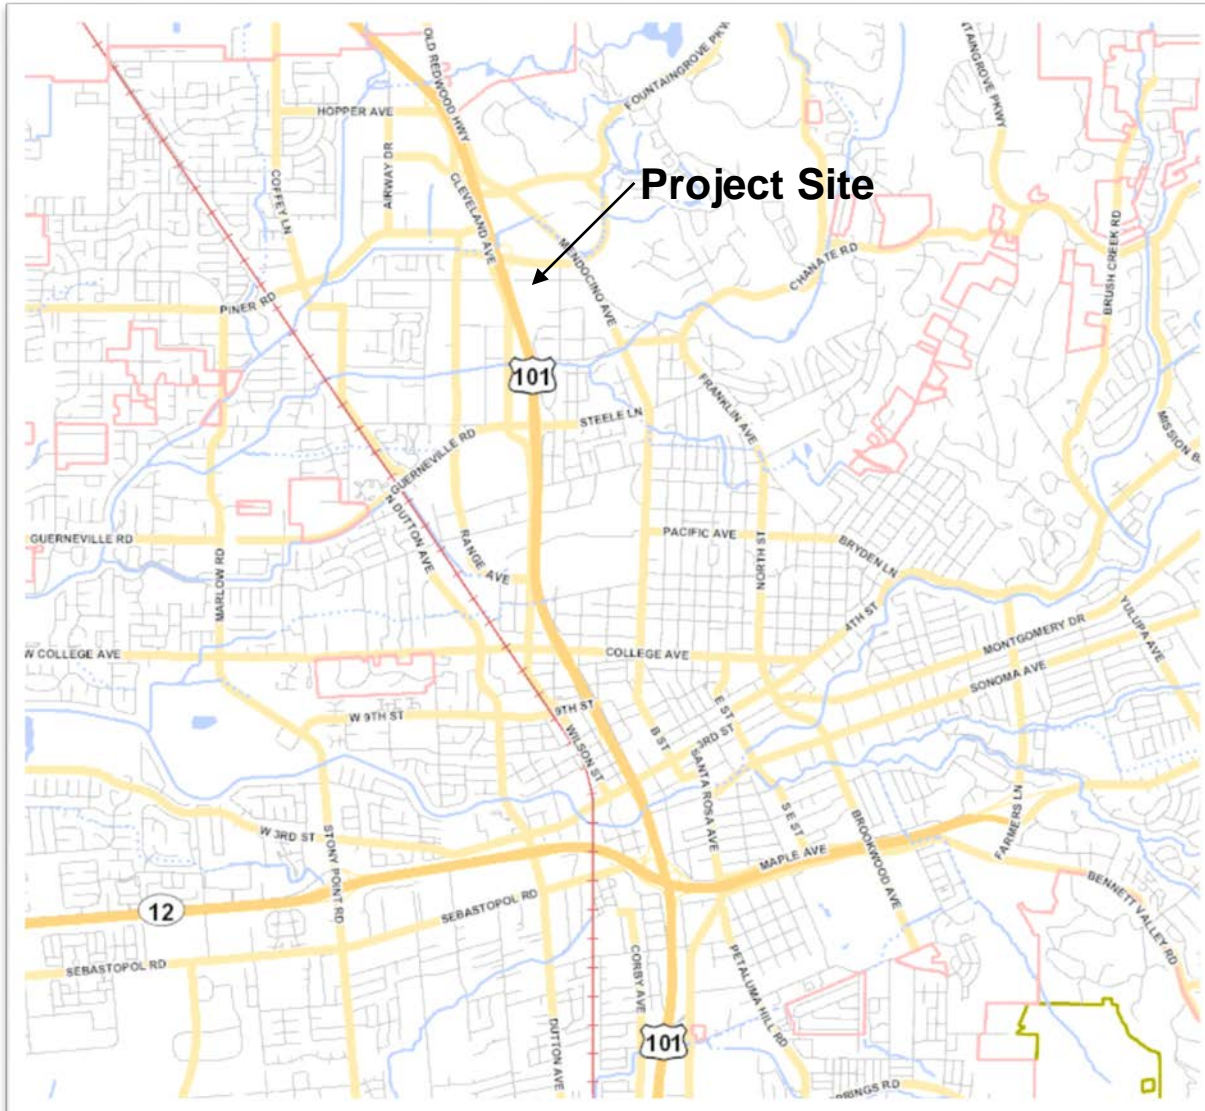 OLD REDWOOD HWY
FOUNTAINGROVE PKW
NTAINGROVE PKWY
HOPPER AVE
AIRWAY DR
COFFEY LN
CLEVELAND AVE
Project Site
MENDOCINO AVE
CHANATE RD
BRUSH CREEK RD
PINER RD
101
FRANKLIN AVE
STEELE LN
MISSION B
GUERNEVILLE RD
N DUTTON AVE
GUERNEVILLE RD
RANGE AVE
PACIFIC AVE
NORTH ST
BRYDEN LN
MARLOW RD
4TH ST
YULUPA AVE
MONTGOMERY DR
W COLLEGE AVE
COLLEGE AVE
SONOMA AVE
W 9TH ST
9TH ST
E ST
B ST
3RD ST
WILSON ST
SANTA ROSA AVE
S E ST
BROOKWOOD AVE
FARMERS LN
W 3RD ST
STONY POINT RD
MAPLE AVE
BENNETT VALLEY RD
12
SEBASTOPOL RD
SEBASTOPOL RD
CORBY AVE
PETALUMA HILL RD
DUTTON AVE
101
RINGS RD